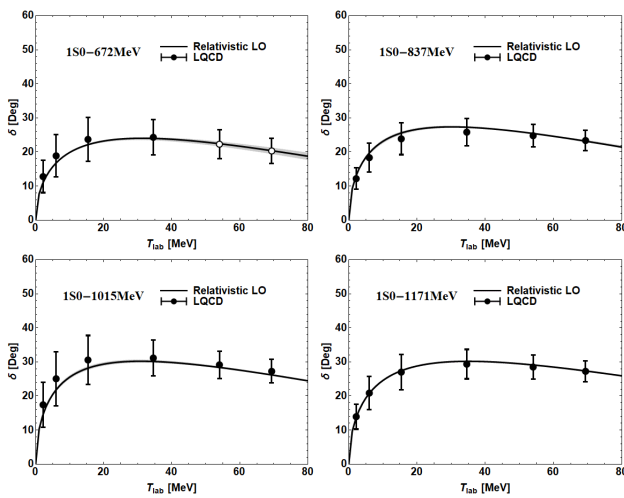 60
50
40
30
20
10
0
δ [Deg]
1S0−672MeV
Relativistic LO
LQCD
0 20 40 60 80
Tlab [MeV]
60
50
40
30
20
10
0
δ [Deg]
1S0−837MeV
Relativistic LO
LQCD
0 20 40 60 80
Tlab [MeV]
60
50
40
30
20
10
0
δ [Deg]
1S0−1015MeV
Relativistic LO
LQCD
0 20 40 60 80
Tlab [MeV]
60
50
40
30
20
10
0
δ [Deg]
1S0−1171MeV
Relativistic LO
LQCD
0 20 40 60 80
Tlab [MeV]